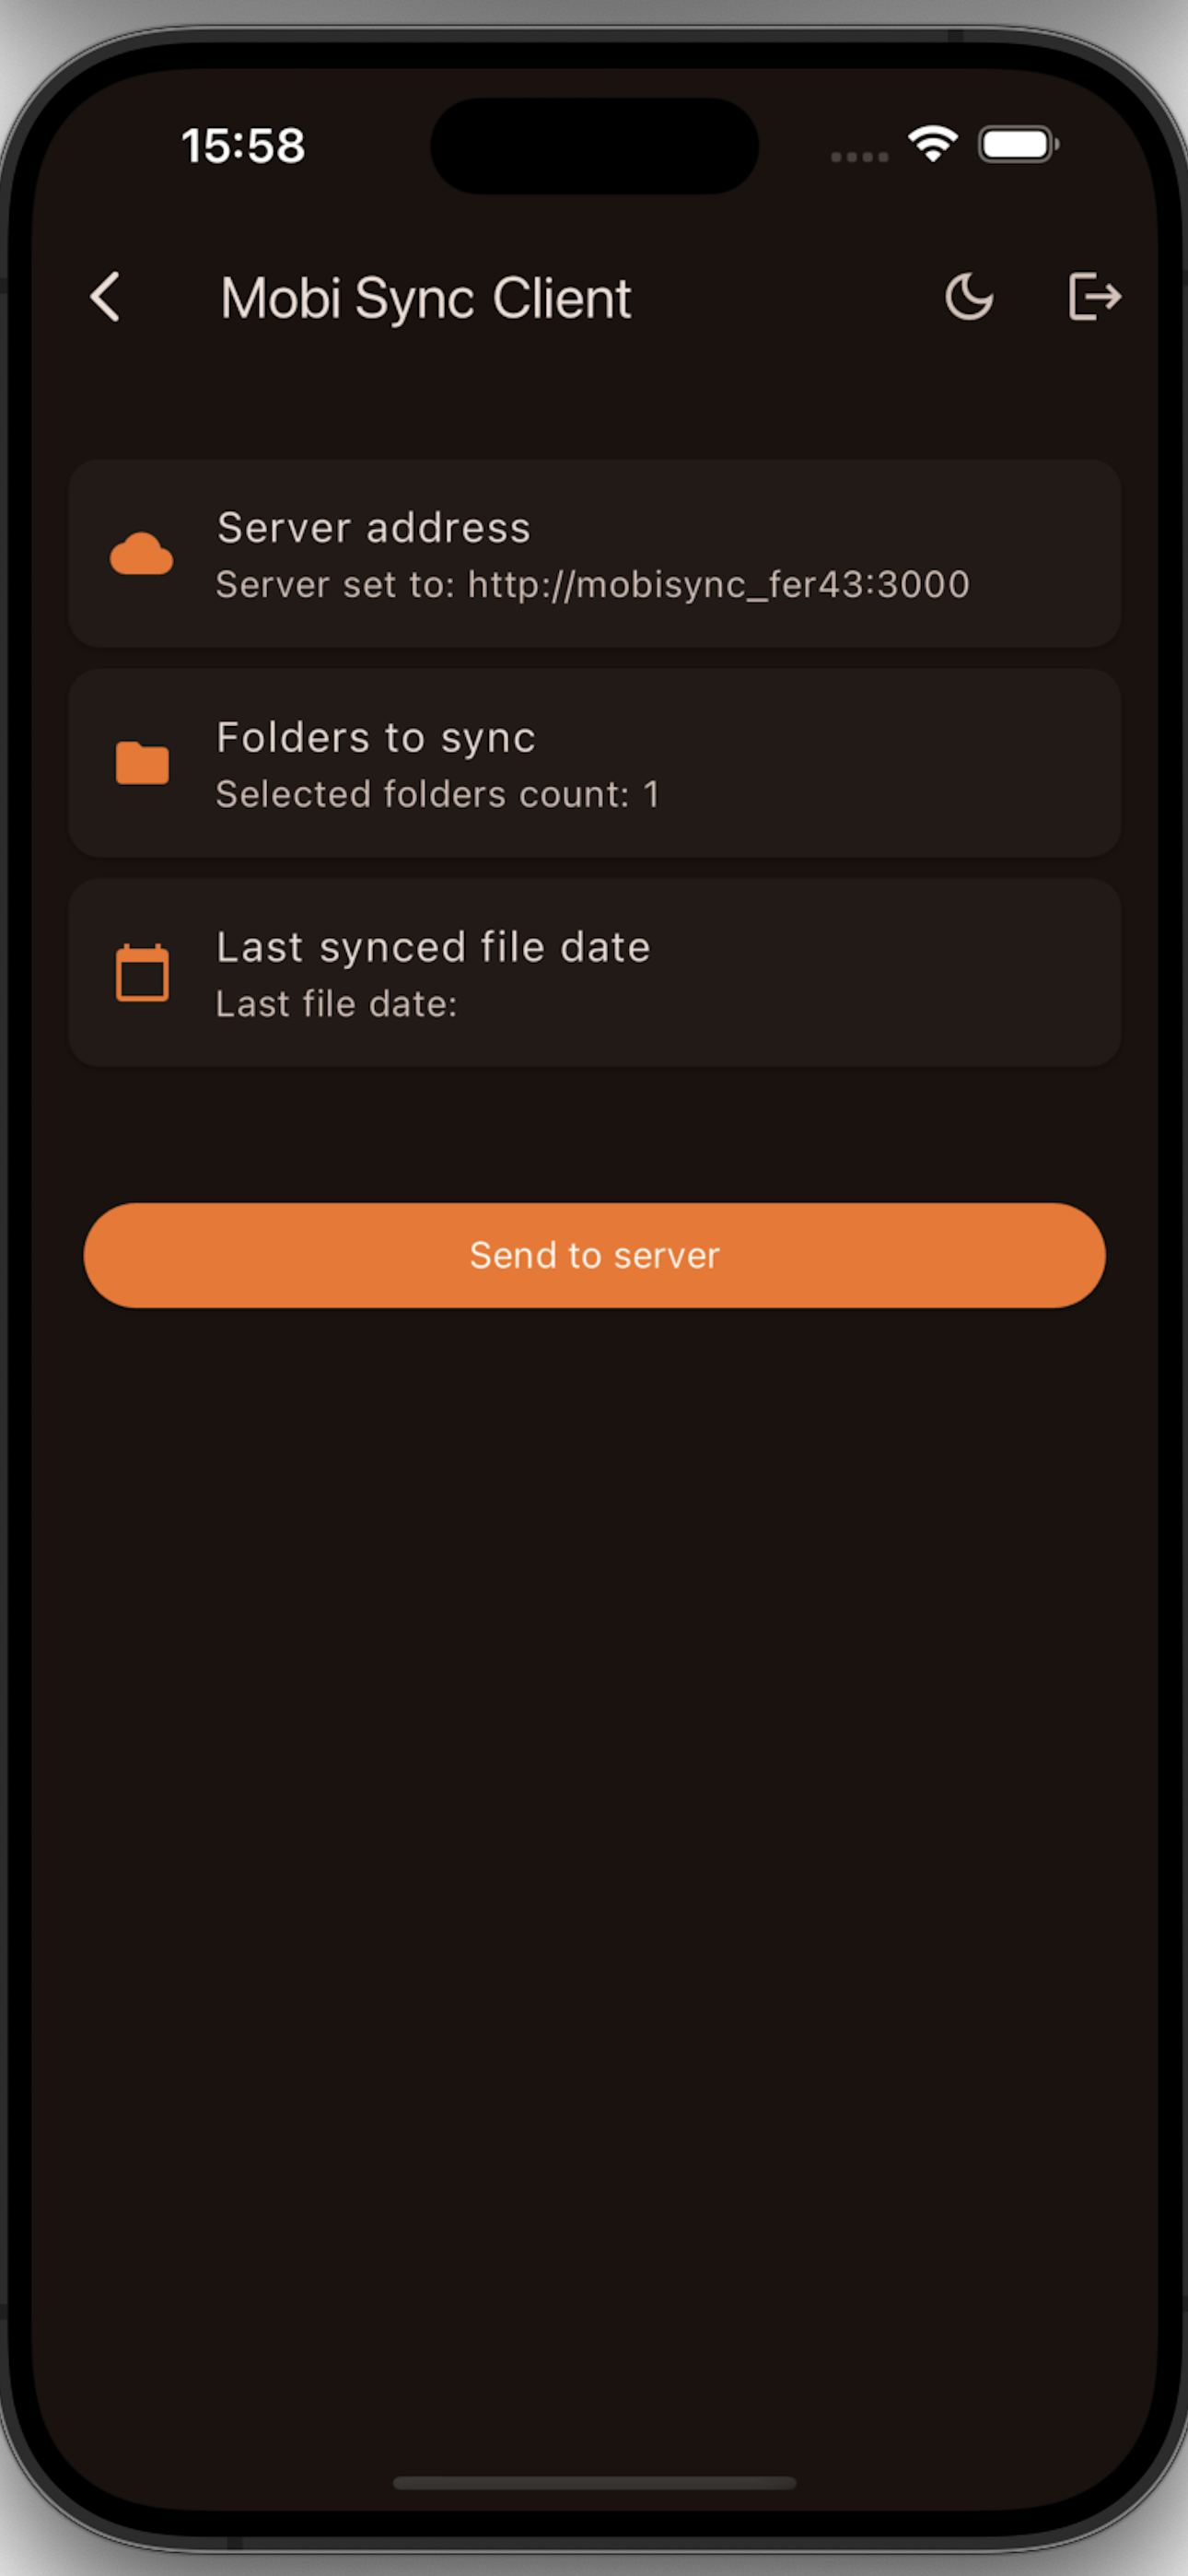 15:58
Mobi Sync Client
Server address
Server set to: http://mobisync_fer43:3000
Folders to sync
Selected folders count: 1
Last synced file date
Last file date:
Send to server